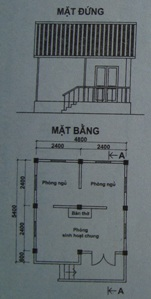 MẶT ĐỨNG
MẶT BẰNG
4800
2400 2400
A
2400
Phòng ngủ Phòng ngủ
5400
Bàn thờ
2400
Phòng
sinh hoạt chung
A